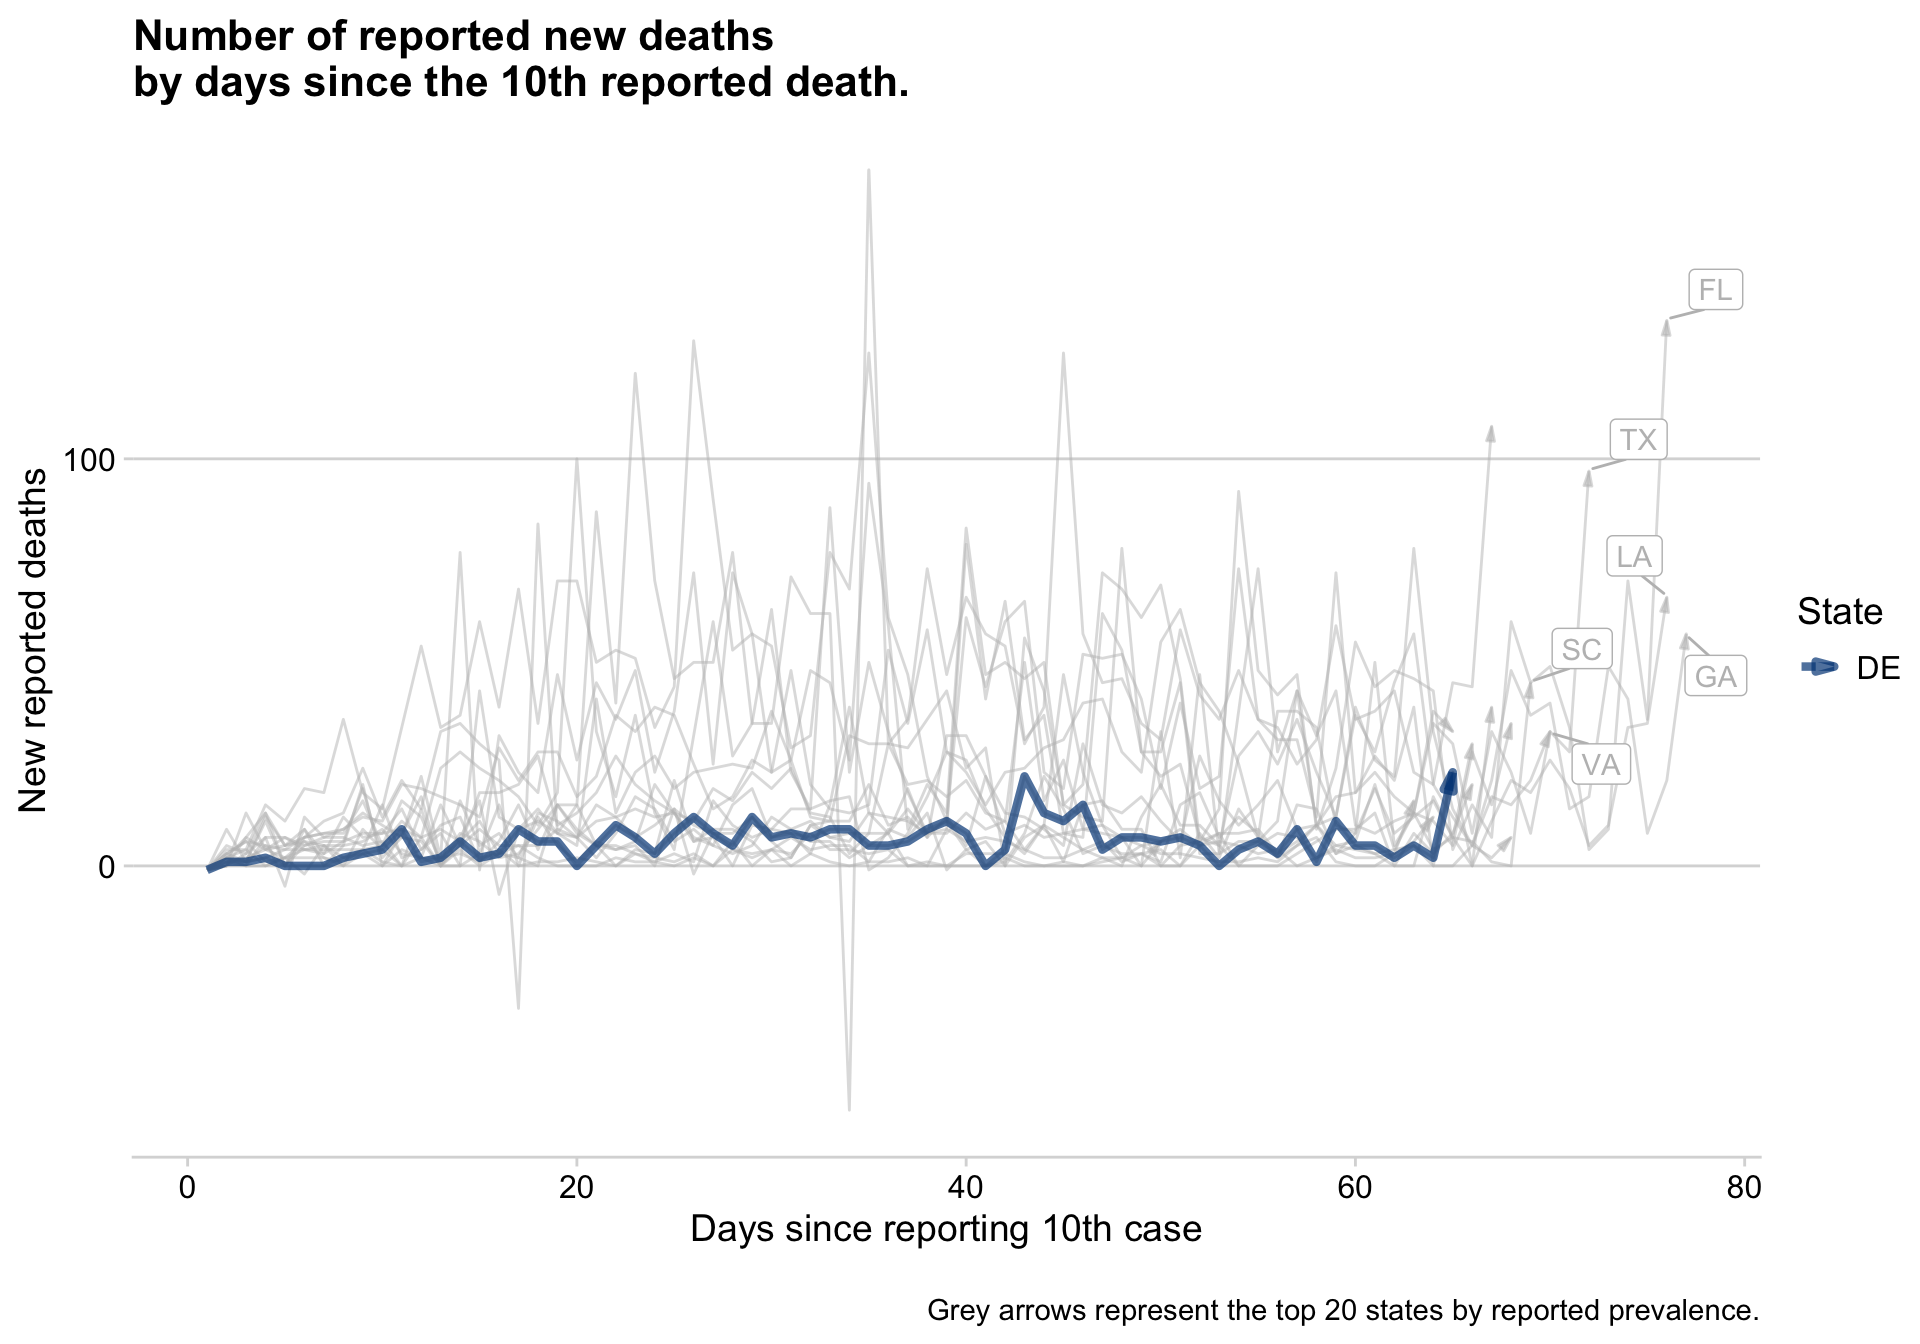 Number of reported new deaths
by days since the 10th reported death.
FL
TX
100
LA
State
SC
DE
GA
New reported deaths
VA
0
0 20 40 60 80
Days since reporting 10th case
Grey arrows represent the top 20 states by reported prevalence.